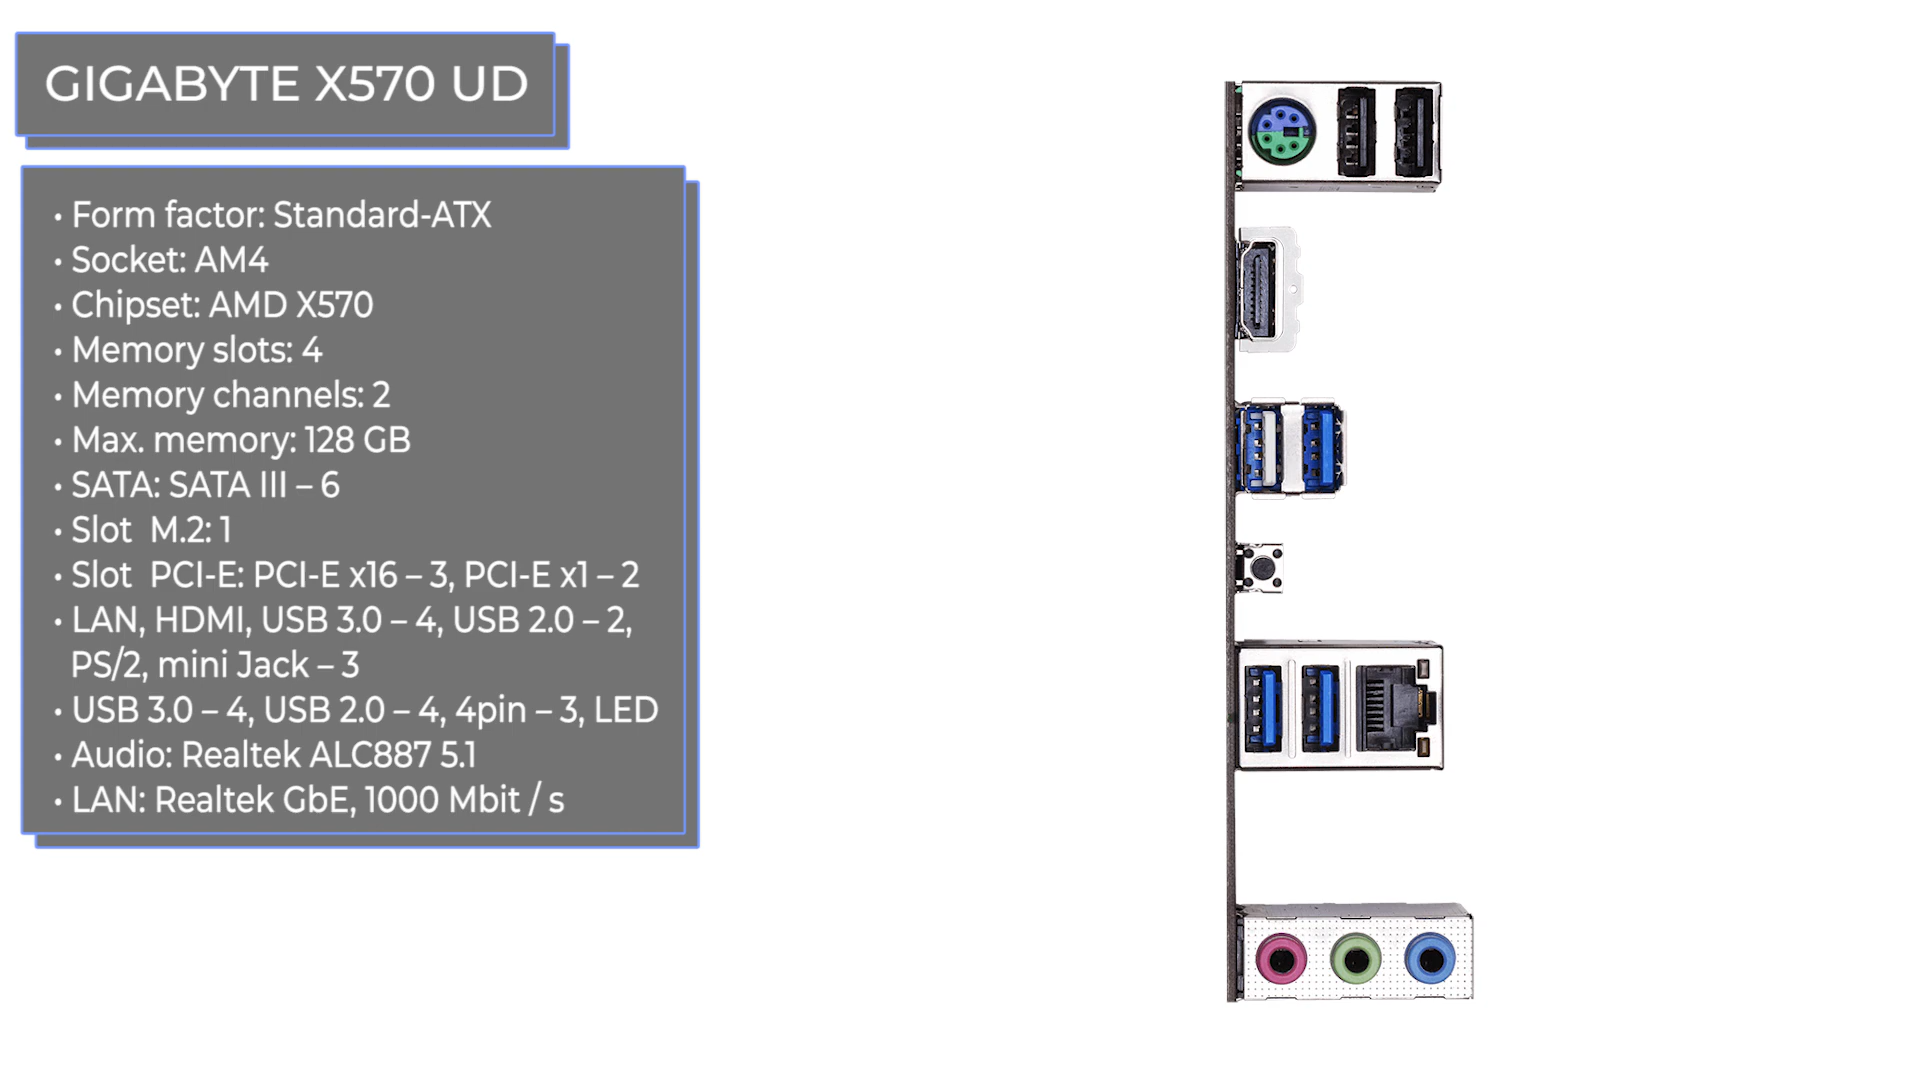 GIGABYTE X570 UD
• Form factor: Standard-ATX
• Socket: AM4
• Chipset: AMD X570
• Memory slots: 4
• Memory channels: 2
• Max. memory: 128 GB
• SATA: SATA III – 6
• Slot  M.2: 1
• Slot  PCI-E: PCI-E x16 – 3, PCI-E x1 – 2
• LAN, HDMI, USB 3.0 – 4, USB 2.0 – 2,
PS/2, mini Jack – 3
• USB 3.0 – 4, USB 2.0 – 4, 4pin – 3, LED
• Audio: Realtek ALC887 5.1
• LAN: Realtek GbE, 1000 Mbit / s